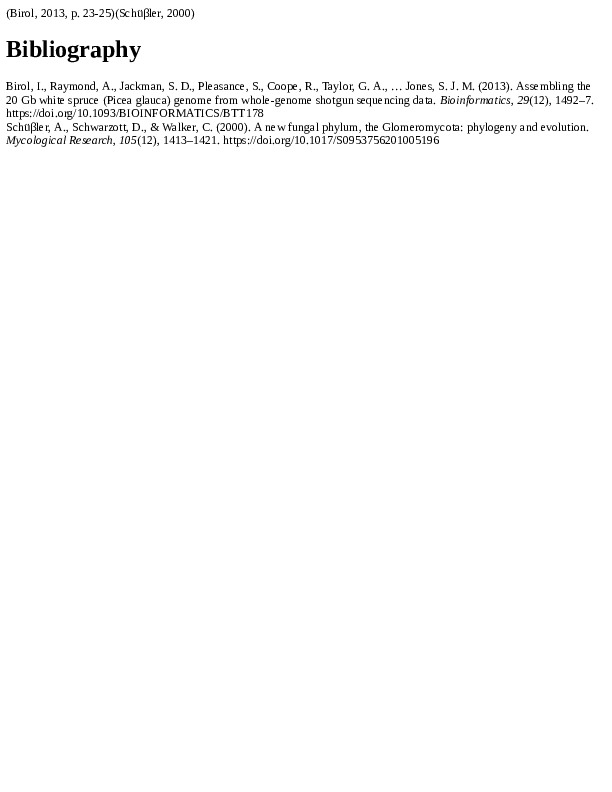 (Birol, 2013, p. 23-25)(Schüßler, 2000)
Bibliography
Birol, I., Raymond, A., Jackman, S. D., Pleasance, S., Coope, R., Taylor, G. A., … Jones, S. J. M. (2013). Assembling the
20 Gb white spruce (Picea glauca) genome from whole-genome shotgun sequencing data. Bioinformatics, 29(12), 1492–7.
https://doi.org/10.1093/BIOINFORMATICS/BTT178
Schüßler, A., Schwarzott, D., & Walker, C. (2000). A new fungal phylum, the Glomeromycota: phylogeny and evolution.
Mycological Research, 105(12), 1413–1421. https://doi.org/10.1017/S0953756201005196